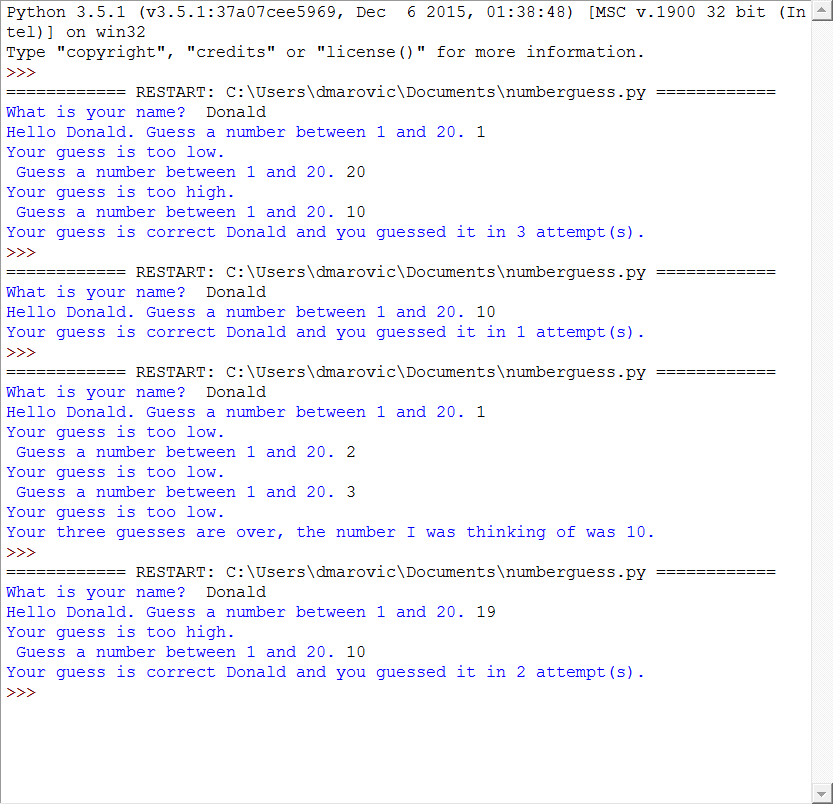 Python 3.5.1 (v3.5.1:37a07cee5969, Dec  6 2015, 01:38:48) [MSC v.1900 32 bit (In
tel)] on win32
Type "copyright", "credits" or "license()" for more information.
>>>
============ RESTART: C:\Users\dmarovic\Documents\numberguess.py ============
What is your name?  Donald
Hello Donald. Guess a number between 1 and 20. 1
Your guess is too low.
 Guess a number between 1 and 20. 20
Your guess is too high.
 Guess a number between 1 and 20. 10
Your guess is correct Donald and you guessed it in 3 attempt(s).
>>>
============ RESTART: C:\Users\dmarovic\Documents\numberguess.py ============
What is your name?  Donald
Hello Donald. Guess a number between 1 and 20. 10
Your guess is correct Donald and you guessed it in 1 attempt(s).
>>>
============ RESTART: C:\Users\dmarovic\Documents\numberguess.py ============
What is your name?  Donald
Hello Donald. Guess a number between 1 and 20. 1
Your guess is too low.
 Guess a number between 1 and 20. 2
Your guess is too low.
 Guess a number between 1 and 20. 3
Your guess is too low.
Your three guesses are over, the number I was thinking of was 10.
>>>
============ RESTART: C:\Users\dmarovic\Documents\numberguess.py ============
What is your name?  Donald
Hello Donald. Guess a number between 1 and 20. 19
Your guess is too high.
 Guess a number between 1 and 20. 10
Your guess is correct Donald and you guessed it in 2 attempt(s).
>>>